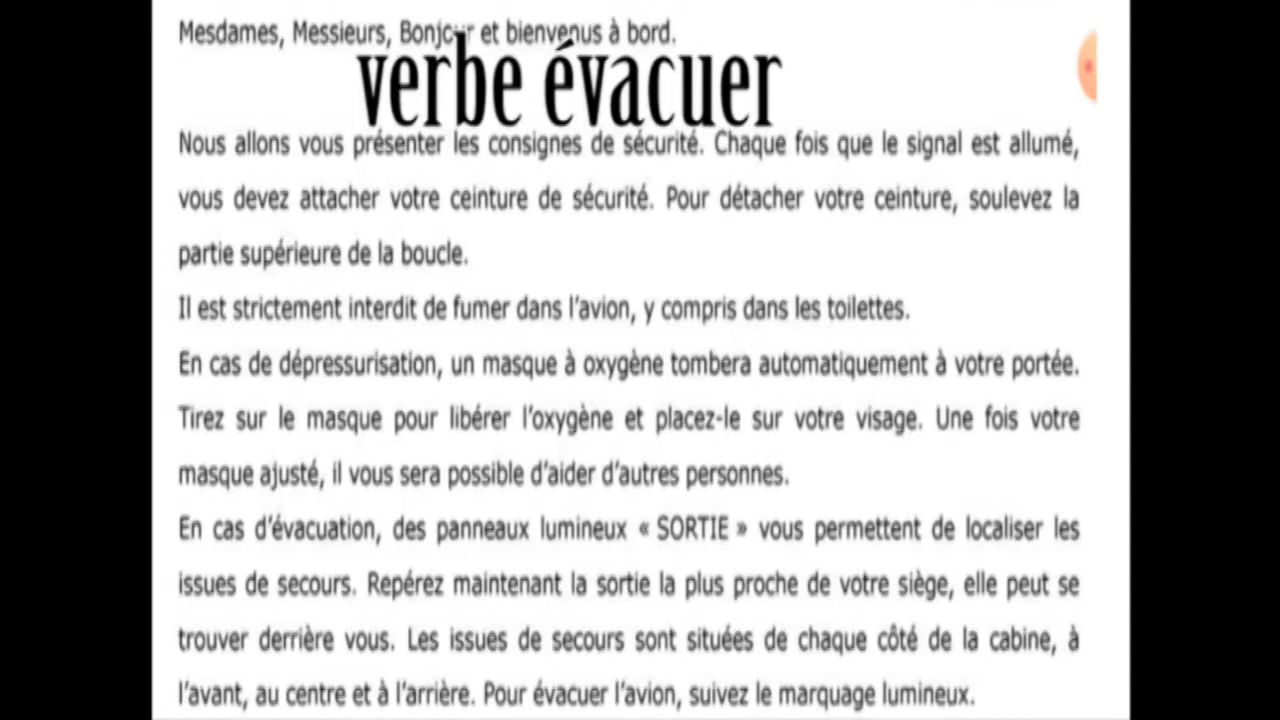 Mesdames, Messieurs, Bonjour et bienvenus à bord.
verbe évacuer
Nous allons vous présenter les consignes de sécurité. Chaque fois que le signal est allumé,
vous devez attacher votre ceinture de sécurité. Pour détacher votre ceinture, soulevez la
partie supérieure de la boucle.
Il est strictement interdit de fumer dans l'avion, y compris dans les toilettes.
En cas de dépressurisation, un masque à oxygène tombera automatiquement à votre portée.
Tirez sur le masque pour libérer l'oxygène et placez-le sur votre visage. Une fois votre
masque ajusté, il vous sera possible d'aider d'autres personnes.
En cas d'évacuation, des panneaux lumineux « SORTIE » vous permettent de localiser les
issues de secours. Repérez maintenant la sortie la plus proche de votre siège, elle peut se
trouver derrière vous. Les issues de secours sont situées de chaque côté de la cabine, à
l'avant, au centre et à l'arrière. Pour évacuer l'avion, suivez le marquage lumineux.